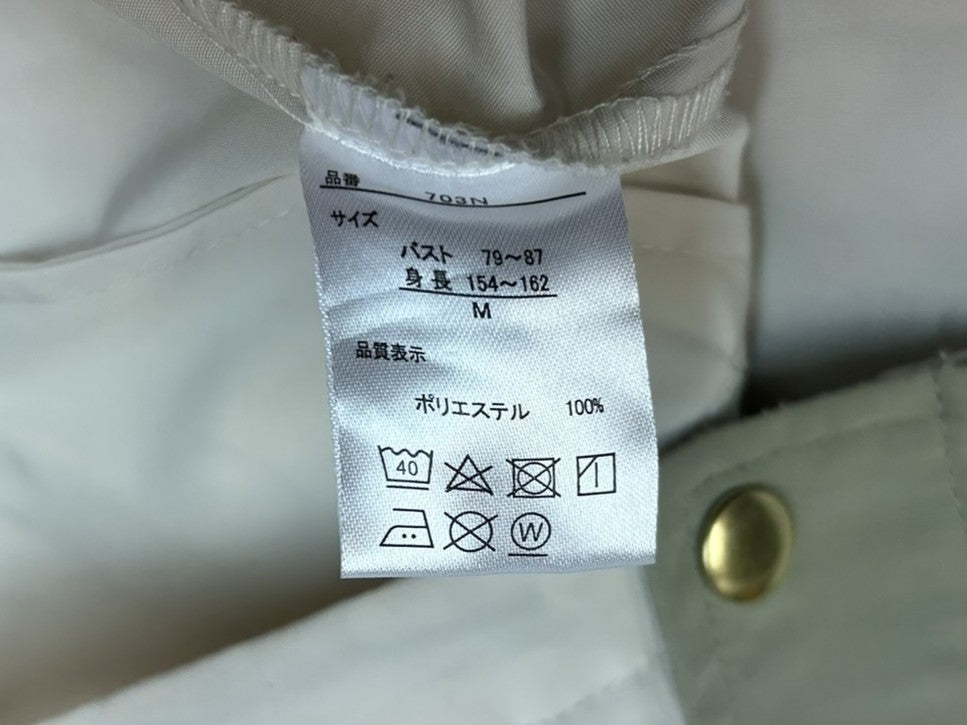 品番 703N
サイズ
バスト 79～87
身長 154～162
M
品質表示
ポリエステル 100%
40
W